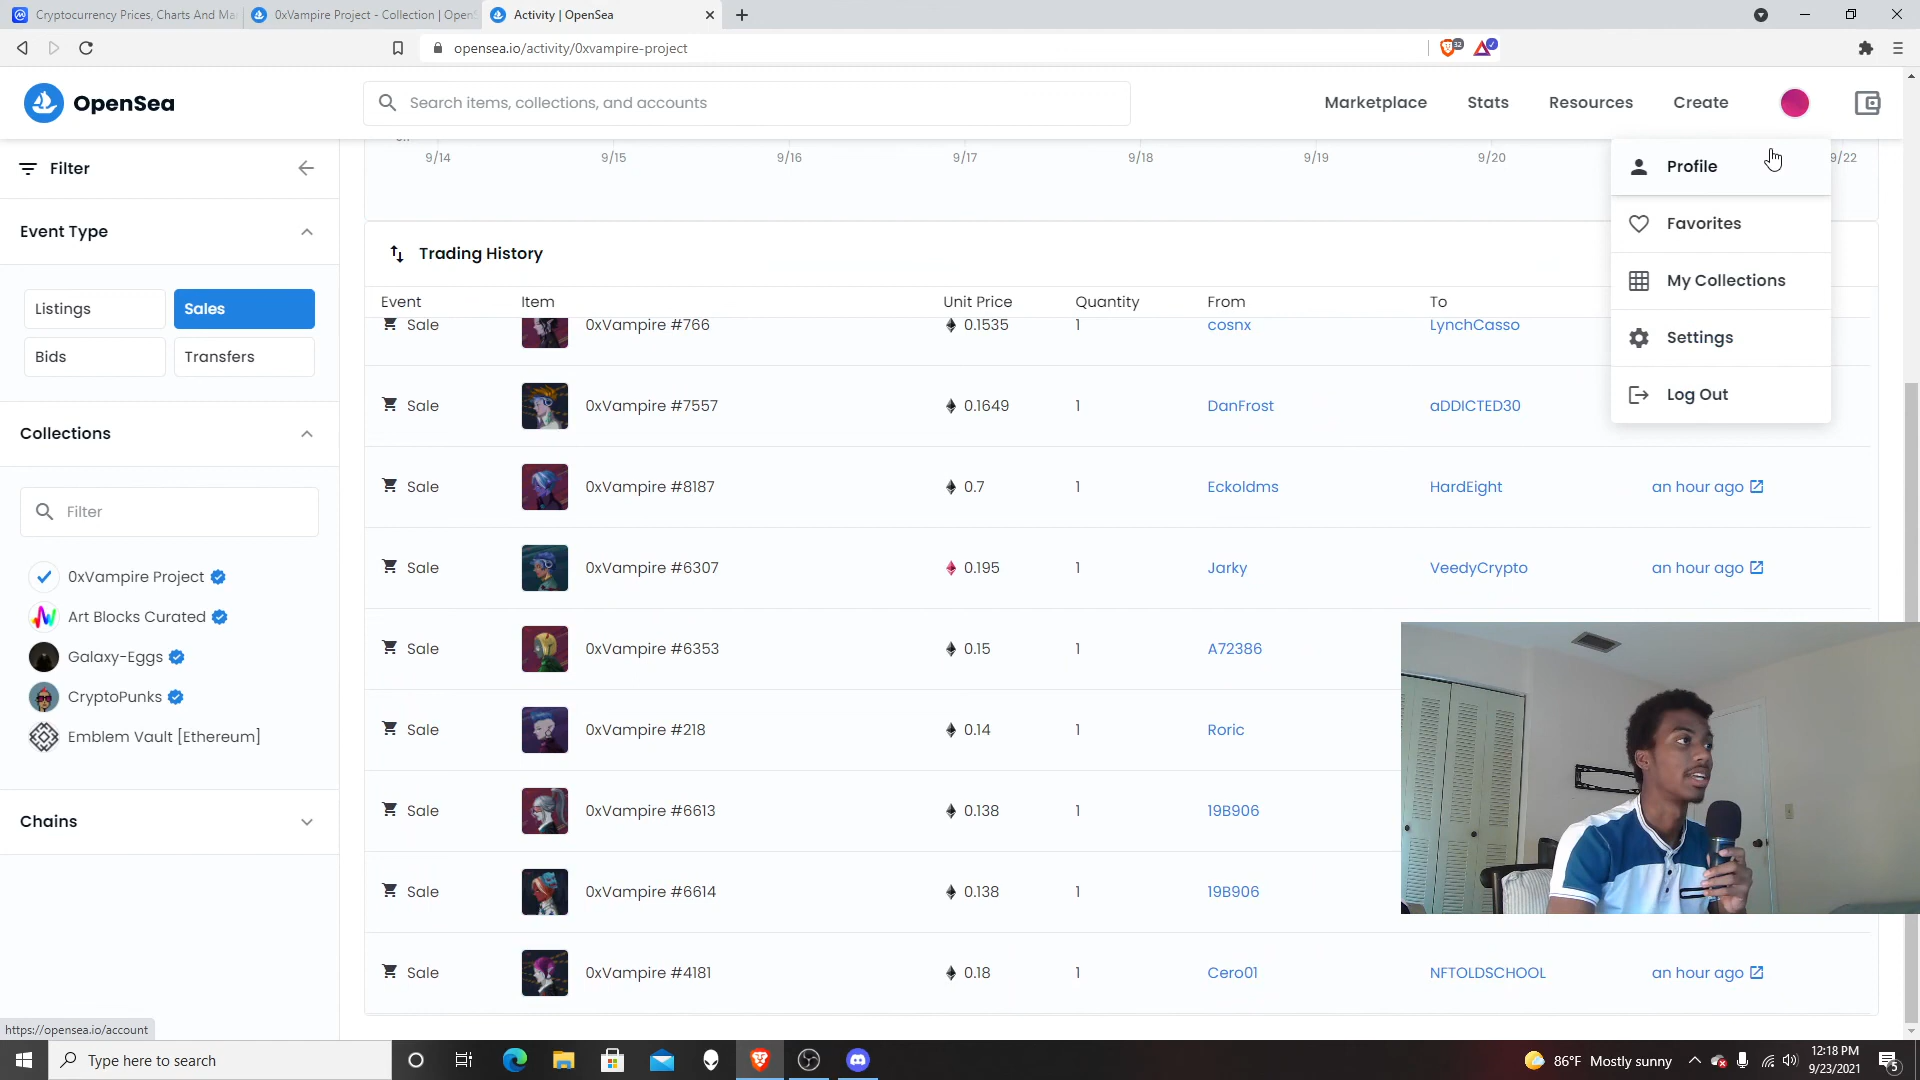 Cryptocurrency Prices, Charts And Ma
0xVampire Project - Collection | Open
Activity | OpenSea
opensea.io/activity/0xvampire-project
32
OpenSea
Search items, collections, and accounts
Marketplace Stats Resources Create
Filter
9/14 9/15 9/16 9/17 9/18 9/19 9/20 9/22
Profile
Favorites
My Collections
Settings
Log Out
Event Type
Listings Sales
Bids Transfers
Collections
Filter
0xVampire Project
Art Blocks Curated
Galaxy-Eggs
CryptoPunks
Emblem Vault [Ethereum]
Chains
Trading History
Event Item Unit Price Quantity From To
Sale 0xVampire #766 0.1535 1 cosnx LynchCasso
Sale 0xVampire #7557 0.1649 1 DanFrost aDDICTED30
Sale 0xVampire #8187 0.7 1 Eckoldms HardEight an hour ago
Sale 0xVampire #6307 0.195 1 Jarky VeedyCrypto an hour ago
Sale 0xVampire #6353 0.15 1 A72386
Sale 0xVampire #218 0.14 1 Roric
Sale 0xVampire #6613 0.138 1 19B906
Sale 0xVampire #6614 0.138 1 19B906
Sale 0xVampire #4181 0.18 1 Cero01 NFTOLDSCHOOL an hour ago
https://opensea.io/account
Type here to search
86°F Mostly sunny
12:18 PM
9/23/2021
5